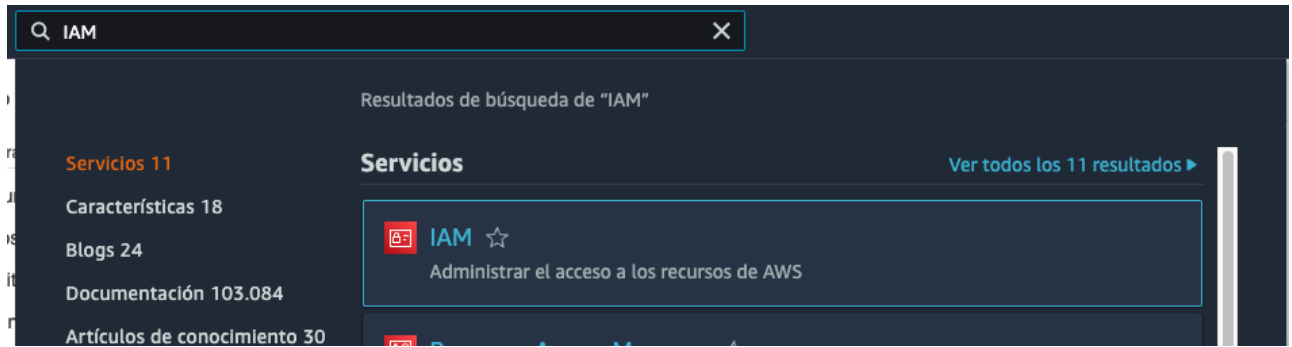 IAM
Resultados de búsqueda de “IAM”
Servicios 11
Características 18
Blogs 24
Documentación 103.084
Artículos de conocimiento 30
Servicios
Ver todos los 11 resultados
IAM
Administrar el acceso a los recursos de AWS